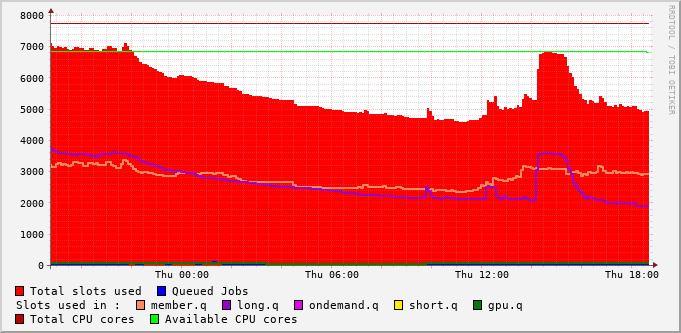 8000
7000
6000
5000
4000
3000
2000
1000
0
Thu 00:00 Thu 06:00 Thu 12:00 Thu 18:00
Total slots used Queued Jobs
Slots used in : member.q long.q ondemand.q short.q gpu.q
Total CPU cores Available CPU cores
RRDTOOL / TOBI OETIKER